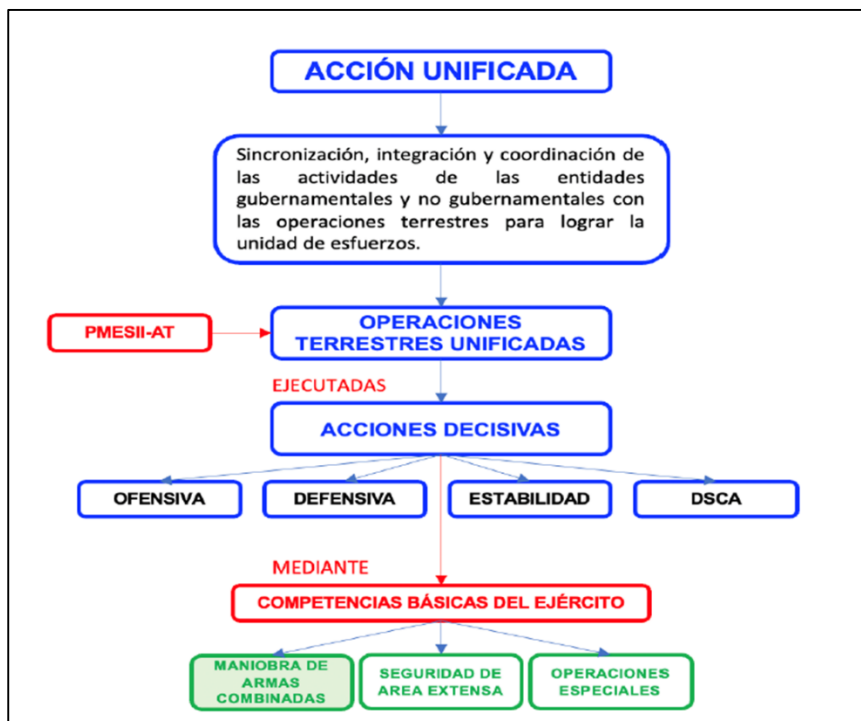 ACCIÓN UNIFICADA
Sincronización, integración y coordinación de
las actividades de las entidades
gubernamentales y no gubernamentales con
las operaciones terrestres para lograr la
unidad de esfuerzos.
PMESII-AT
OPERACIONES
TERRESTRES UNIFICADAS
EJECUTADAS
ACCIONES DECISIVAS
OFENSIVA
DEFENSIVA
ESTABILIDAD
DSCA
MEDIANTE
COMPETENCIAS BÁSICAS DEL EJÉRCITO
MANIOBRA DE
ARMAS
COMBINADAS
SEGURIDAD DE
AREA EXTENSA
OPERACIONES
ESPECIALES